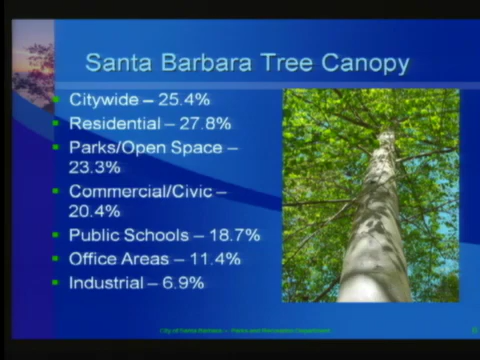 Santa Barbara Tree Canopy
Citywide – 25.4%
Residential – 27.8%
Parks/Open Space –
23.3%
Commercial/Civic –
20.4%
Public Schools – 18.7%
Office Areas – 11.4%
Industrial – 6.9%
City of Santa Barbara – Parks and Recreation Department